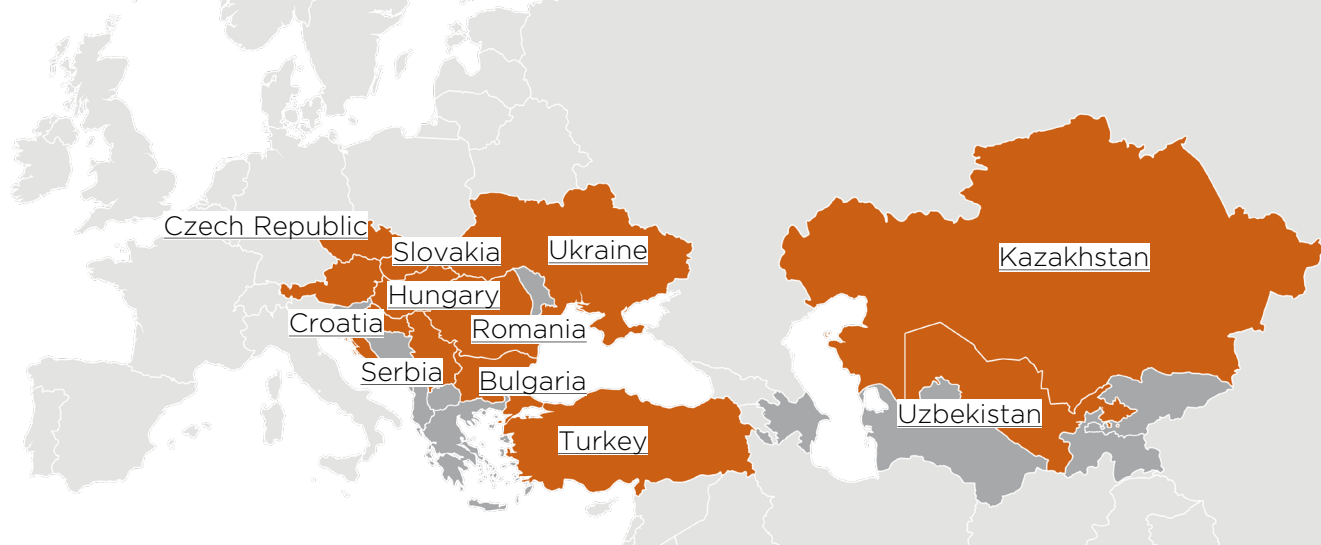 Czech Republic
Slovakia
Ukraine
Kazakhstan
Hungary
Croatia
Romania
Serbia
Bulgaria
Uzbekistan
Turkey